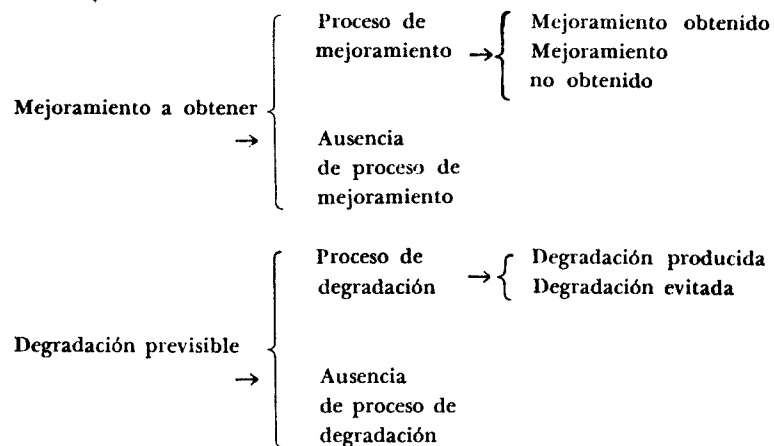 Mejoramiento a obtener
→
Proceso de
mejoramiento →
Mejoramiento obtenido
Mejoramiento
no obtenido
Ausencia
de proceso de
mejoramiento
Degradación previsible
→
Proceso de
degradación →
Degradación producida
Degradación evitada
Ausencia
de proceso de
degradación